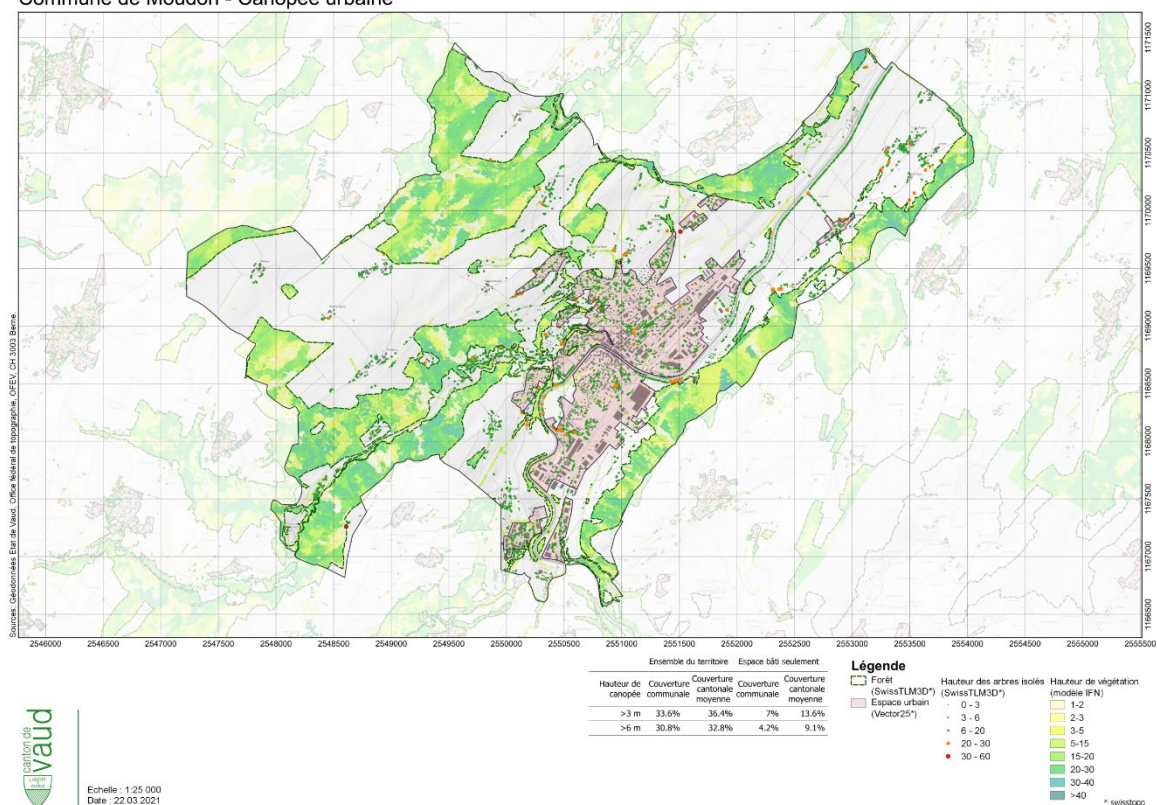 Commune de Moudon - Canopée urbaine
1171500
1171000
1170500
1170000
1169500
1169000
1168500
1168000
1167500
1167000
1166500
Sources: Géodonnées Etat de Vaud, Office fédéral de topographie, OFEV, CH 3003 Berne.
2546000 2546500 2547000 2547500 2548000 2548500 2549000 2549500 2550000 2550500 2551000 2551500 2552000 2552500 2553000 2553500 2554000 2554500 2555000 2555500
Ensemble du territoire Espace bâti seulement
Hauteur de canopée Couverture communale Couverture cantonale moyenne Couverture communale Couverture cantonale moyenne
>3 m 33.6% 36.4% 7% 13.6%
>6 m 30.8% 32.8% 4.2% 9.1%
Légende
Forêt
(SwissTLM3D*)
Espace urbain
(Vector25*)
Hauteur des arbres isolés
(SwissTLM3D*)
0 - 3
3 - 6
6 - 20
20 - 30
30 - 60
Hauteur de végétation
(modèle IFN)
1-2
2-3
3-5
5-15
15-20
20-30
30-40
>40
* swisstopo
canton de
vaud
LIBERTÉ
ET
PATRIE
Echelle : 1:25 000
Date : 22.03.2021